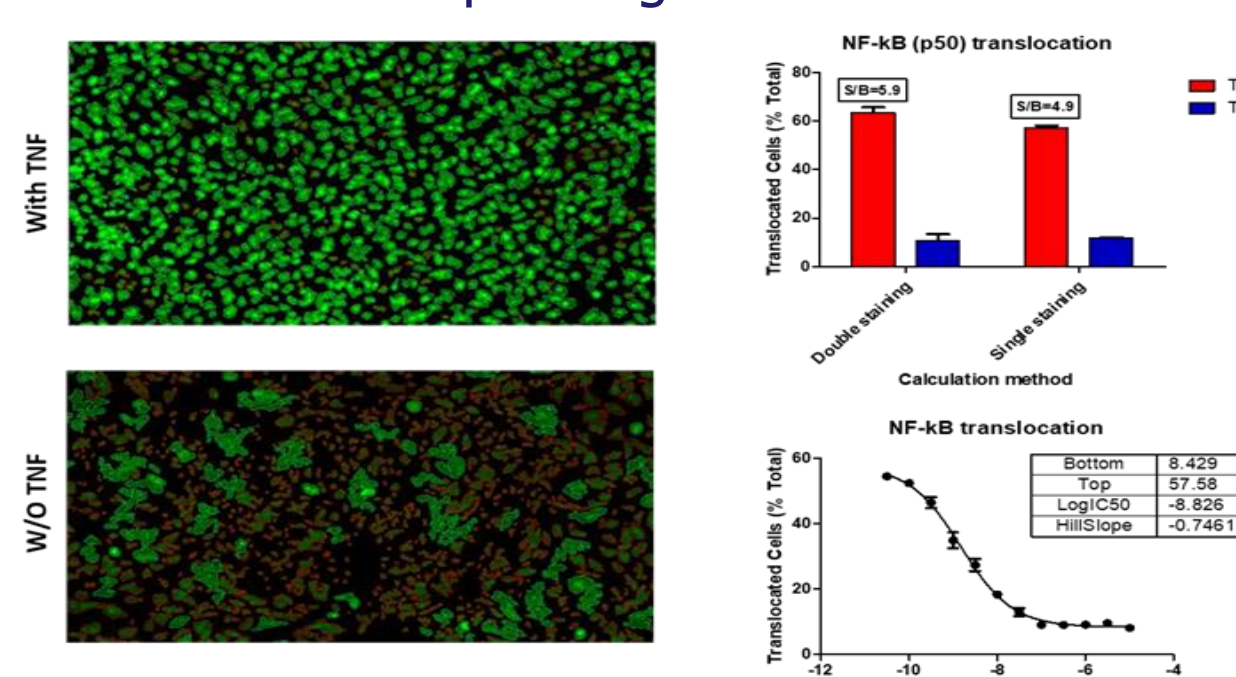 With TNF
W/O TNF
NF-kB (p50) translocation
Translocated Cells (% Total)
80
60
40
20
0
S/B=5.9
S/B=4.9
T
T
Double staining
Single staining
Calculation method
NF-kB translocation
Translocated Cells (% Total)
60
40
20
0
Bottom 8.429
Top 57.58
LogIC50 -8.826
HillSlope -0.7461
-12 -10 -8 -6 -4